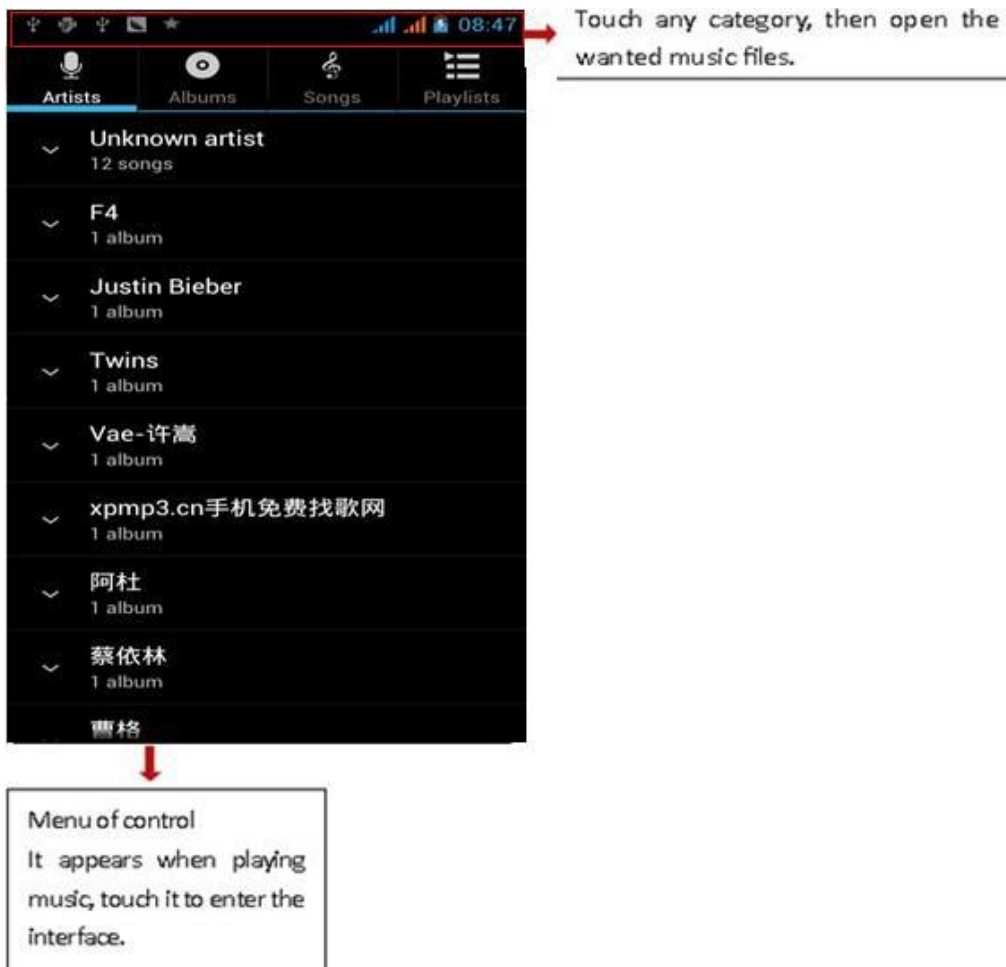 08:47
Touch any category, then open the
wanted music files.
Artists Albums Songs Playlists
Unknown artist
12 songs
F4
1 album
Justin Bieber
1 album
Twins
1 album
Vae-许嵩
1 album
xpmp3.cn手机免费找歌网
1 album
阿杜
1 album
蔡依林
1 album
曹格
Menu of control
It appears when playing
music, touch it to enter the
interface.